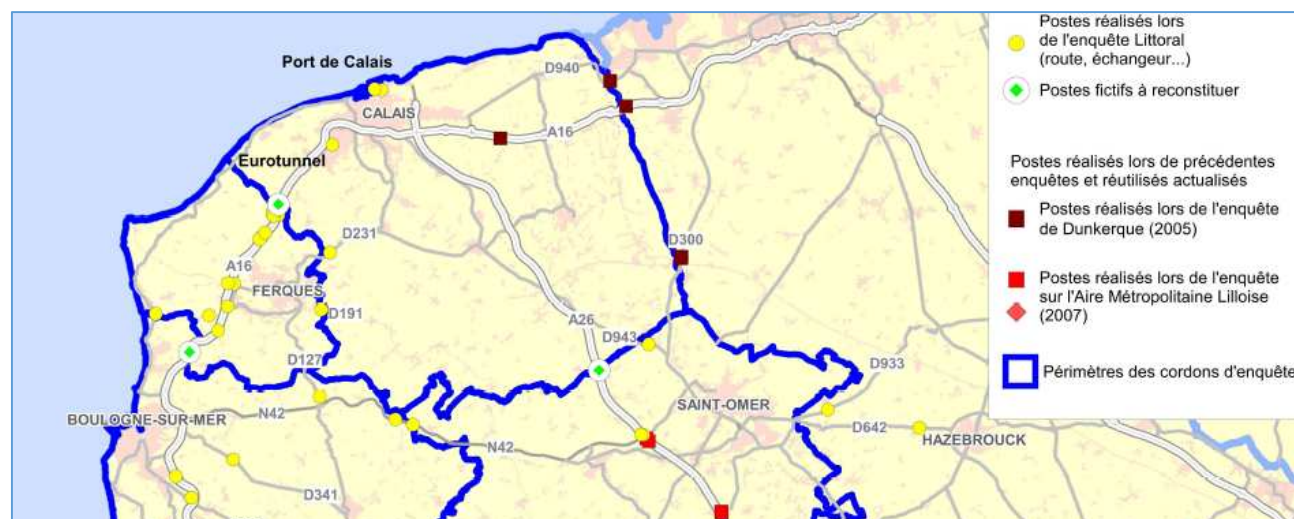 Port de Calais
D940
CALAIS
A16
Eurotunnel
D231
D300
A16
FERQUES
D191
A26
D943
D127
D933
SAINT-OMER
BOULOGNE-SUR-MER
N42
N42
D642
HAZEBROUCK
D341
Postes réalisés lors
de l'enquête Littoral
(route, échangeur...)
Postes fictifs à reconstituer
Postes réalisés lors de précédentes
enquêtes et réutilisés actualisés
Postes réalisés lors de l'enquête
de Dunkerque (2005)
Postes réalisés lors de l'enquête
sur l'Aire Métropolitaine Lilloise
(2007)
Périmètres des cordons d'enquête